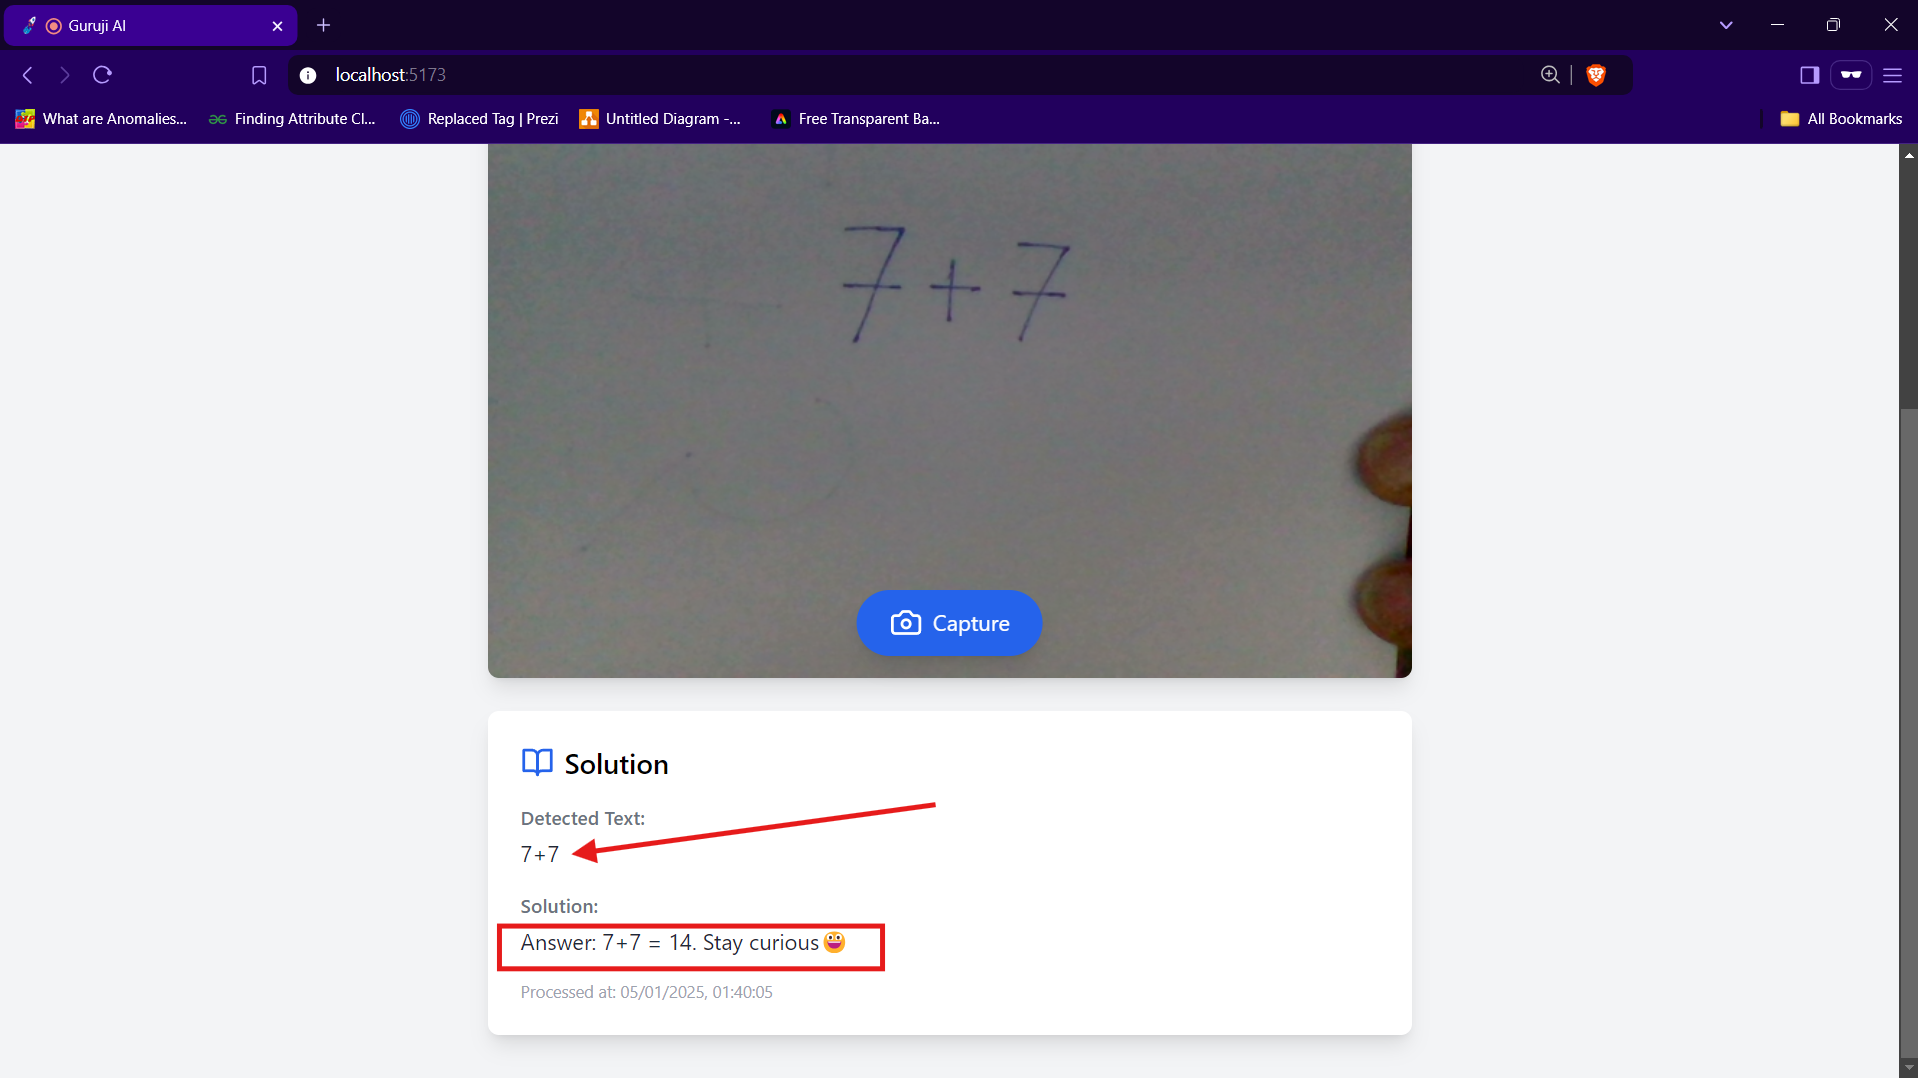 Guruji AI
localhost:5173
What are Anomalies...
Finding Attribute Cl...
Replaced Tag | Prezi
Untitled Diagram -...
Free Transparent Ba...
All Bookmarks
7+7
Capture
Solution
Detected Text:
7+7
Solution:
Answer: 7+7 = 14. Stay curious😀
Processed at: 05/01/2025, 01:40:05